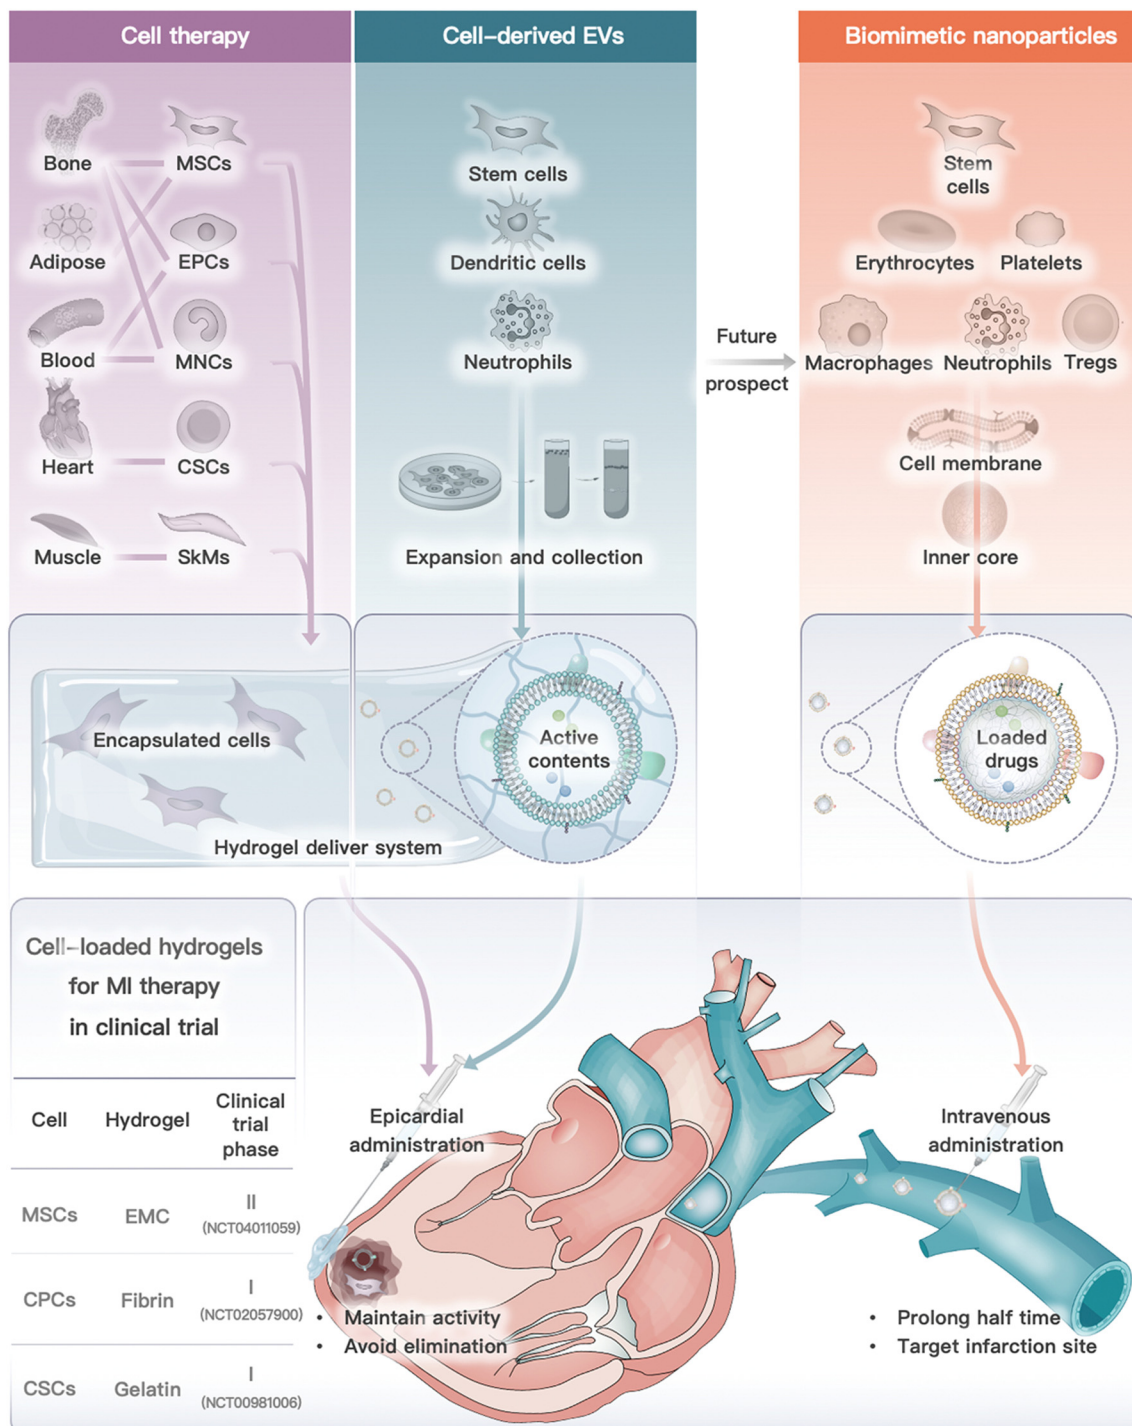 Cell therapy
Cell-derived EVs
Biomimetic nanoparticles
Bone
MSCs
Adipose
EPCs
Blood
MNCs
Heart
CSCs
Muscle
SkMs
Stem cells
Dendritic cells
Neutrophils
Expansion and collection
Future
prospect
Stem
cells
Erythrocytes
Platelets
Macrophages
Neutrophils
Tregs
Cell membrane
Inner core
Encapsulated cells
Hydrogel deliver system
Active
contents
Loaded
drugs
Cell-loaded hydrogels
for MI therapy
in clinical trial
Cell
Hydrogel
Clinical
trial
phase
MSCs
EMC
II
(NCT04011059)
CPCs
Fibrin
I
(NCT02057900)
CSCs
Gelatin
I
(NCT00981006)
Epicardial
administration
• Maintain activity
• Avoid elimination
Intravenous
administration
• Prolong half time
• Target infarction site